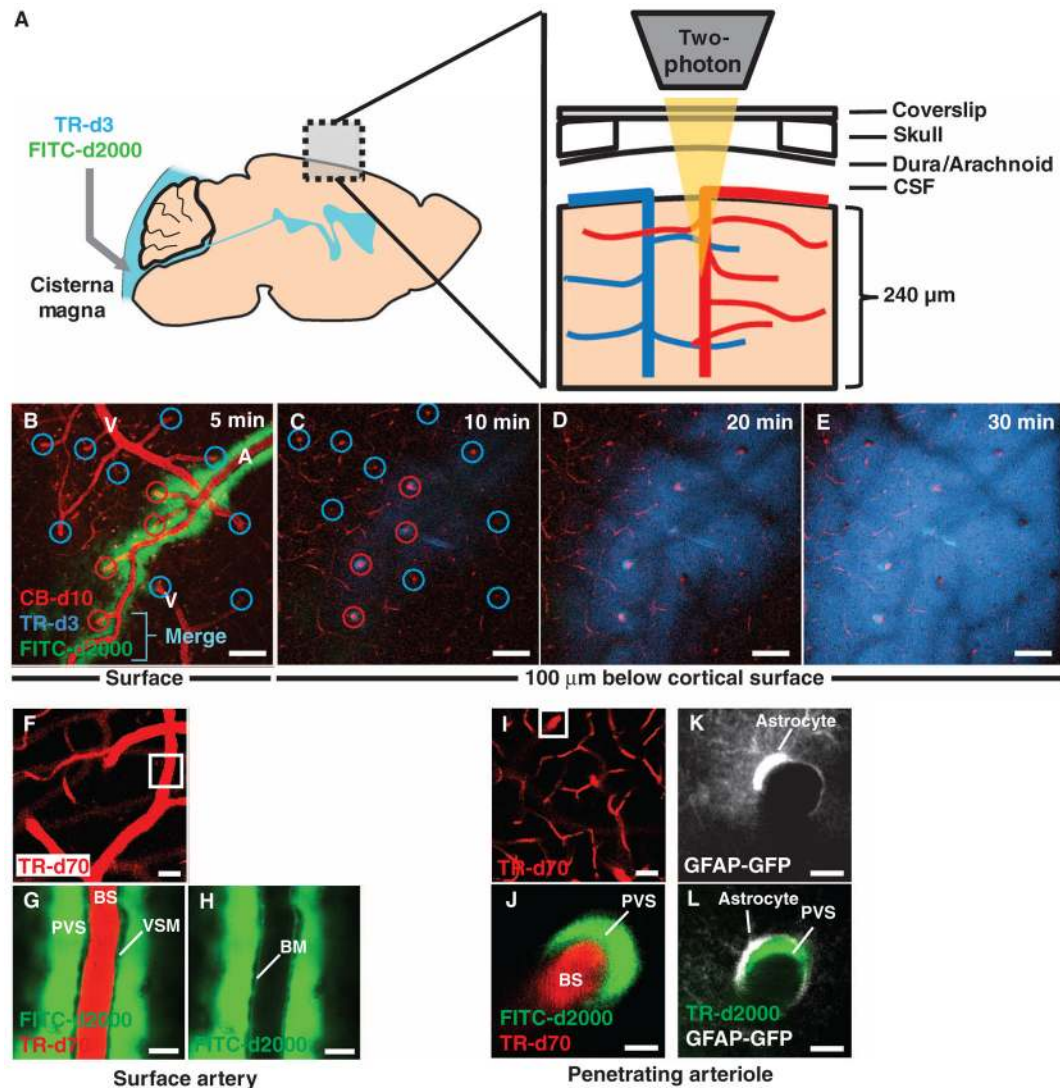 A
Two-
photon
TR-d3
FITC-d2000
Cisterna
magna
Coverslip
Skull
Dura/Arachnoid
CSF
240 μm
B
V
5 min
A
V
CB-d10
TR-d3
Merge
FITC-d2000
C
10 min
D
20 min
E
30 min
Surface
100 μm below cortical surface
F
TR-d70
I
TR-d70
K
Astrocyte
GFAP-GFP
G
BS
PVS
VSM
FITC-d2000
TR-d70
H
BM
FITC-d2000
J
PVS
BS
FITC-d2000
TR-d70
L
Astrocyte
PVS
TR-d2000
GFAP-GFP
Surface artery
Penetrating arteriole